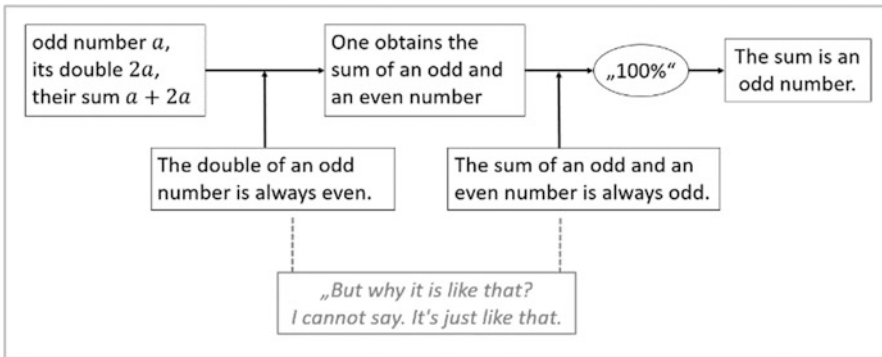 odd number a,
its double 2a,
their sum a + 2a
One obtains the
sum of an odd and
an even number
„100%“
The sum is an
odd number.
The double of an odd
number is always even.
The sum of an odd and an
even number is always odd.
„But why it is like that?
I cannot say. It's just like that.